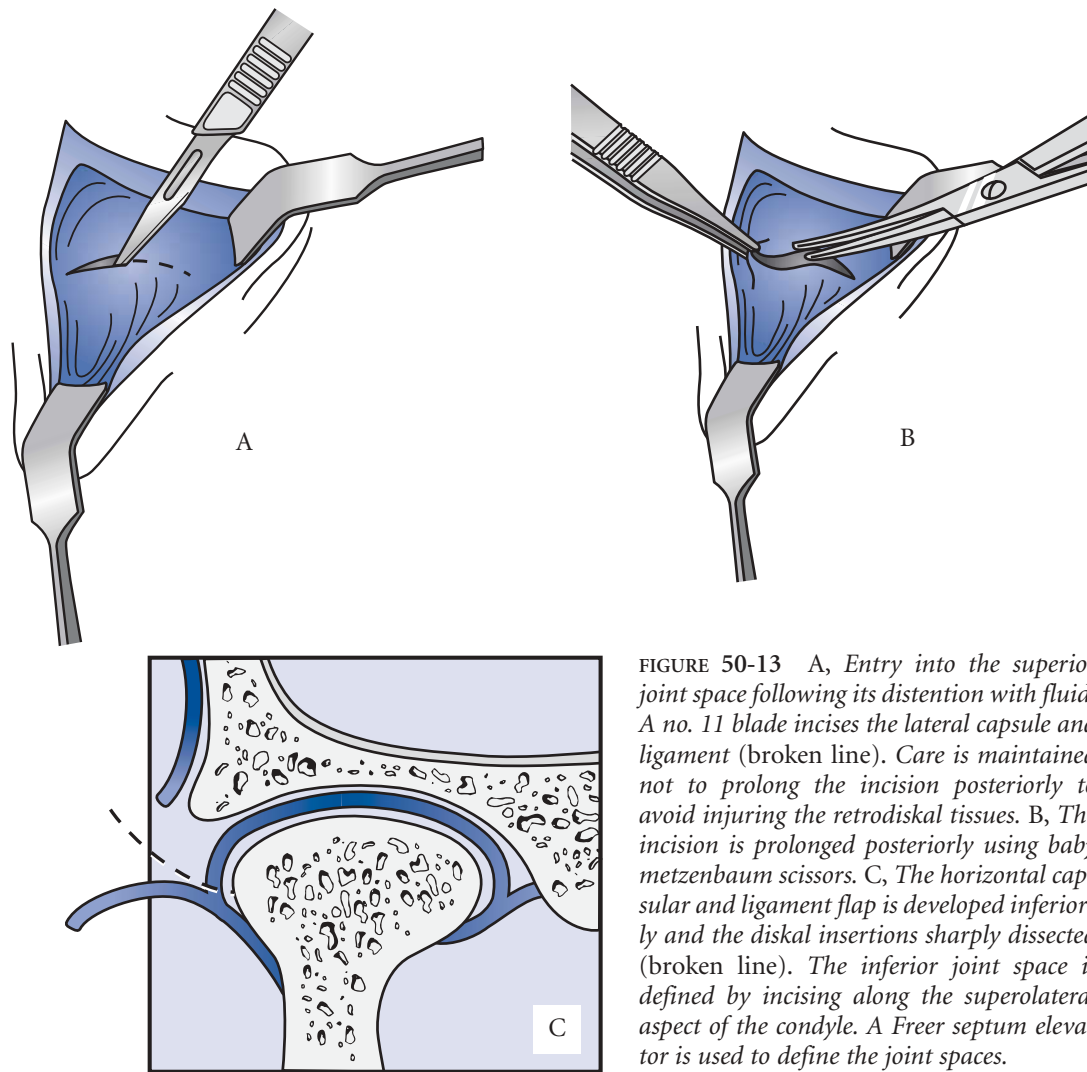 A
B
C
FIGURE 50-13 A, Entry into the superio
joint space following its distention with fluid
A no. 11 blade incises the lateral capsule and
ligament (broken line). Care is maintained
not to prolong the incision posteriorly to
avoid injuring the retrodiskal tissues. B, The
incision is prolonged posteriorly using baby
metzenbaum scissors. C, The horizontal cap
sular and ligament flap is developed inferior
ly and the diskal insertions sharply dissected
(broken line). The inferior joint space i
defined by incising along the superolatera
aspect of the condyle. A Freer septum eleva
tor is used to define the joint spaces.